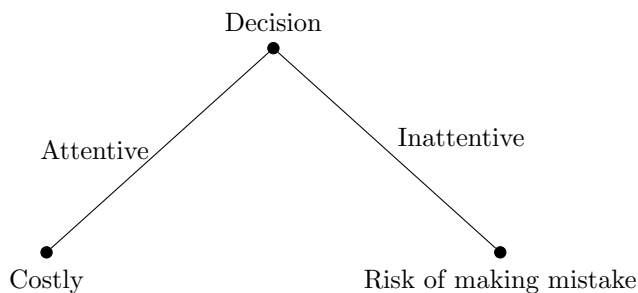 Decision
Attentive
Inattentive
Costly
Risk of making mistake